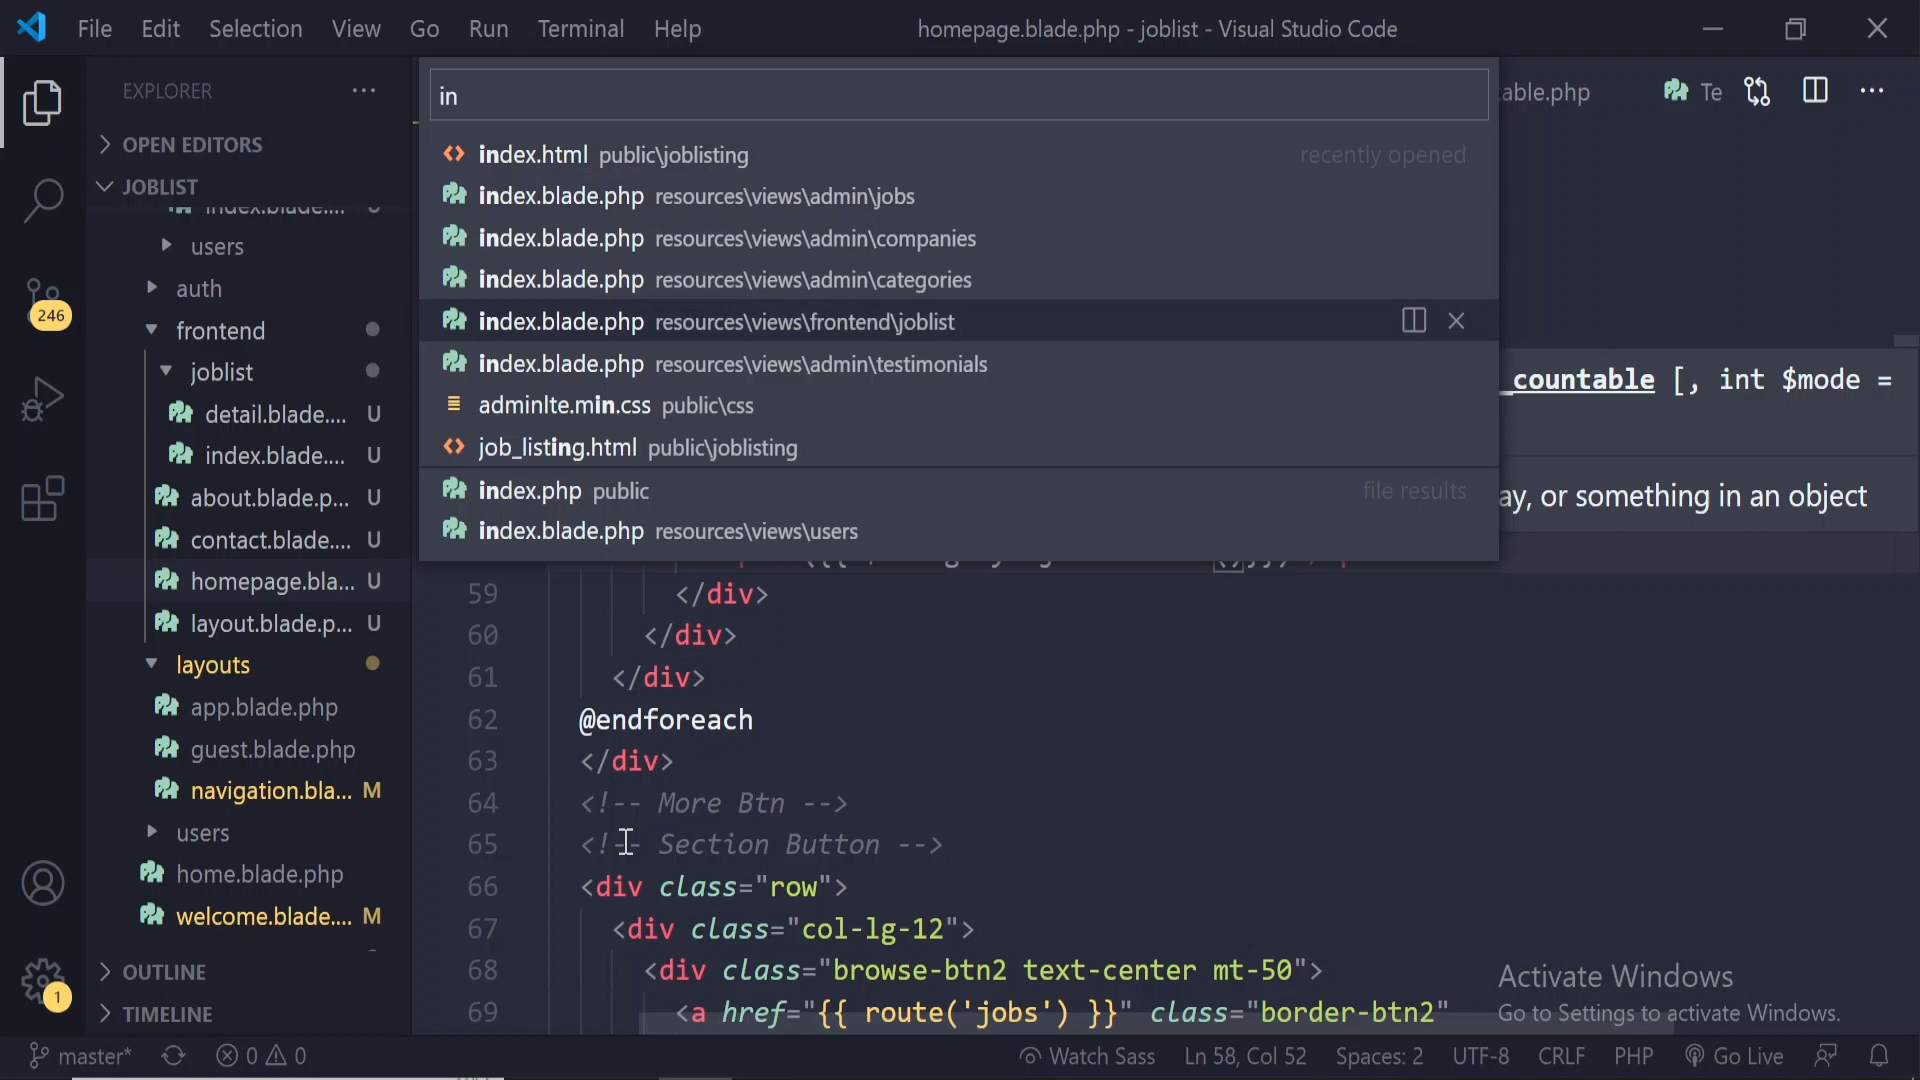 File Edit Selection View Go Run Terminal Help homepage.blade.php - joblist - Visual Studio Code
EXPLORER ...
in
able.php Te ...
OPEN EDITORS
JOBLIST
index.blade.... U
users
auth
frontend
joblist
detail.blade.... U
index.blade.... U
about.blade.p... U
contact.blade.... U
homepage.bla... U
layout.blade.p... U
layouts
app.blade.php
guest.blade.php
navigation.bla... M
users
home.blade.php
welcome.blade.... M
OUTLINE
TIMELINE
246
1
index.html public\joblisting recently opened
index.blade.php resources\views\admin\jobs
index.blade.php resources\views\admin\companies
index.blade.php resources\views\admin\categories
index.blade.php resources\views\frontend\joblist
index.blade.php resources\views\admin\testimonials
adminlte.min.css public\css
job_listing.html public\joblisting
index.php public file results
index.blade.php resources\views\users
_countable [, int $mode =
ay, or something in an object
59 </div>
60 </div>
61 </div>
62 @endforeach
63 </div>
64 <!-- More Btn -->
65 <!-- Section Button -->
66 <div class="row">
67 <div class="col-lg-12">
68 <div class="browse-btn2 text-center mt-50">
69 <a href="{{ route('jobs') }}" class="border-btn2"
Activate Windows
Go to Settings to activate Windows.
master* 0 0 Watch Sass Ln 58, Col 52 Spaces: 2 UTF-8 CRLF PHP Go Live